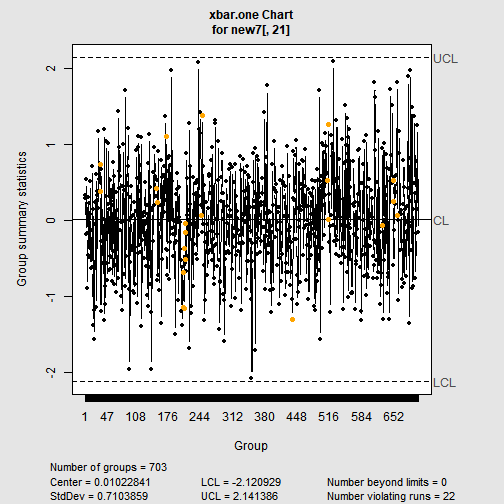 xbar.one Chart
for new7[, 21]
UCL
2
1
0
CL
-1
-2
LCL
Group summary statistics
1 47 108 176 244 312 380 448 516 584 652
Group
Number of groups = 703
Center = 0.01022841 LCL = -2.120929 Number beyond limits = 0
StdDev = 0.7103859 UCL = 2.141386 Number violating runs = 22